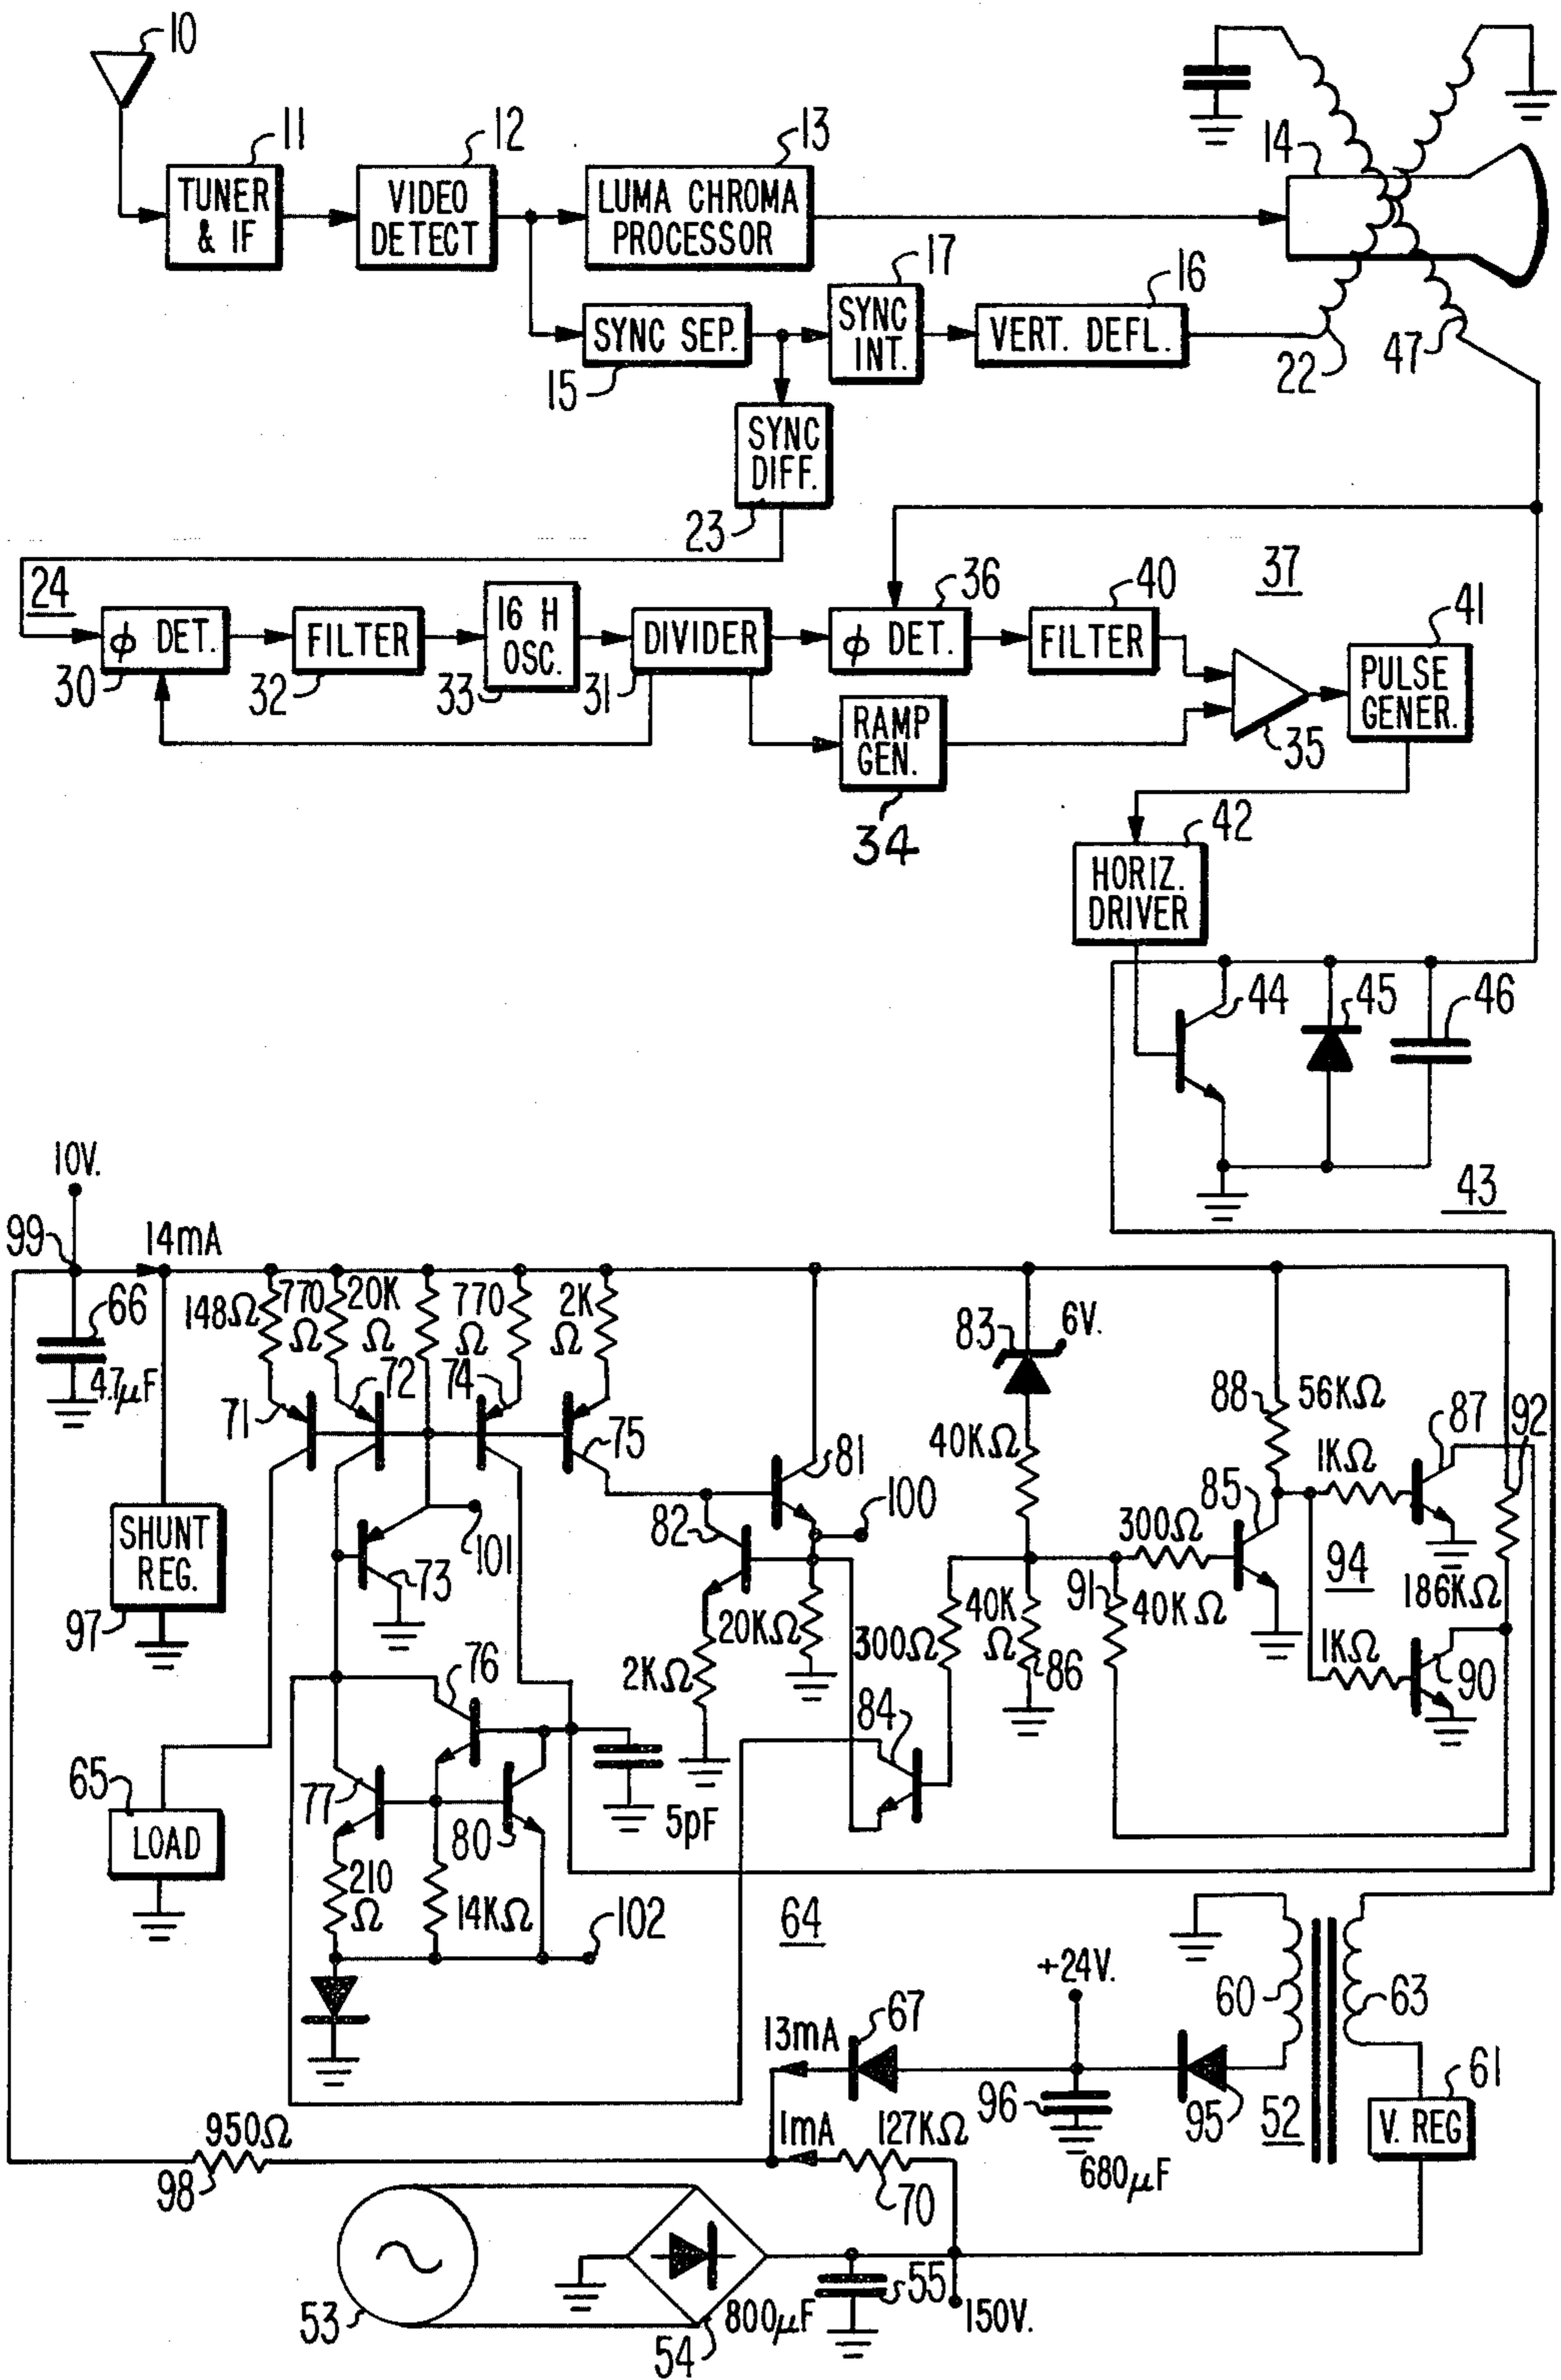 10
11
TUNER & IF
12
VIDEO DETECT
13
LUMA CHROMA PROCESSOR
14
SYNC SEP.
15
17
SYNC INT.
16
VERT. DEFL.
22
47
SYNC DIFF.
23
24
φ DET.
30
FILTER
32
16 H OSC.
33
DIVIDER
31
36
φ DET.
40
FILTER
37
41
PULSE GENER.
RAMP GEN.
34
35
42
HORIZ. DRIVER
44
45
46
43
10V.
99
14mA
66
4.7μF
148Ω
770 Ω
20K Ω
770 Ω
2K Ω
71
72
74
75
83
6V.
81
100
82
40KΩ
88
56KΩ
87
92
1KΩ
85
300Ω
94
186KΩ
SHUNT REG.
97
101
73
20KΩ
2KΩ
300Ω
40K Ω
86
91
40KΩ
1KΩ
90
76
84
65
LOAD
77
80
5pF
210 Ω
14KΩ
102
64
+24V.
60
63
67
13mA
96
680μF
95
52
61
V. REG
950Ω
98
1mA
127KΩ
70
53
54
800μF
55
150V.